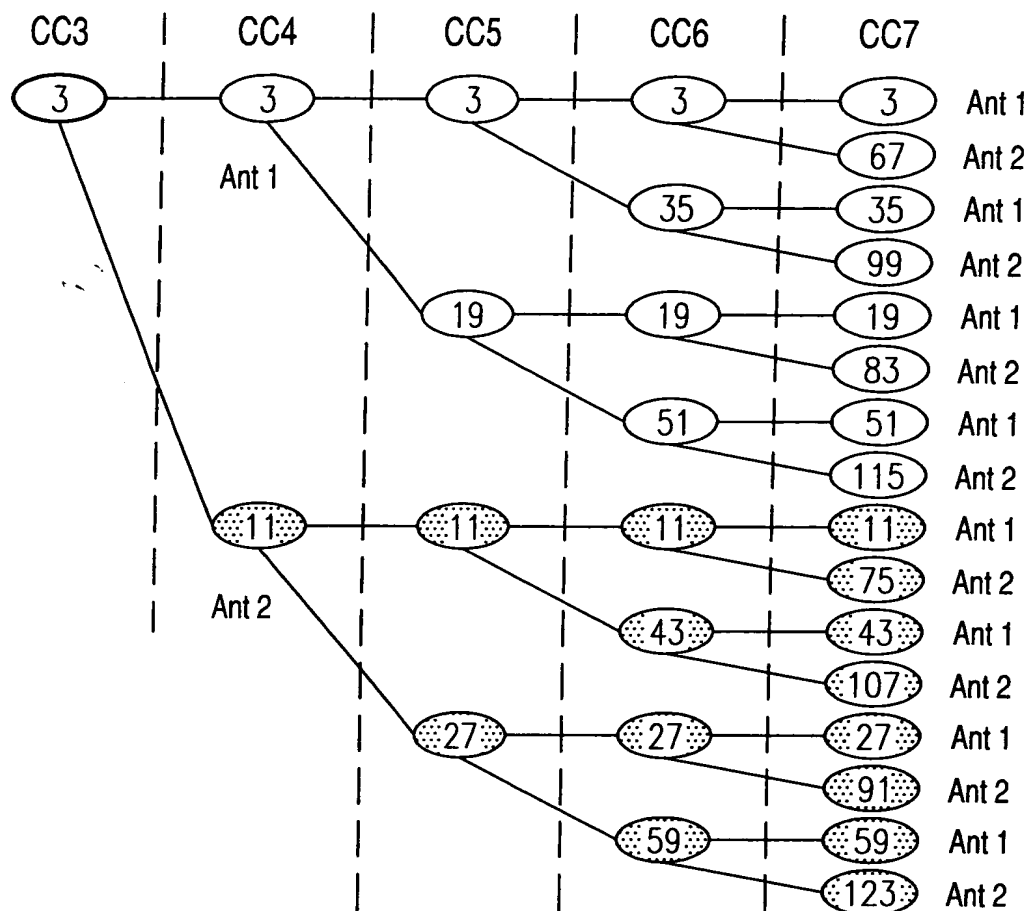 CC3 CC4 CC5 CC6 CC7
3 3 3 3 3 Ant 1
67 Ant 2
Ant 1
35 35 Ant 1
99 Ant 2
19 19 19 Ant 1
83 Ant 2
51 51 Ant 1
115 Ant 2
11 11 11 11 Ant 1
75 Ant 2
Ant 2
43 43 Ant 1
107 Ant 2
27 27 27 Ant 1
91 Ant 2
59 59 Ant 1
123 Ant 2